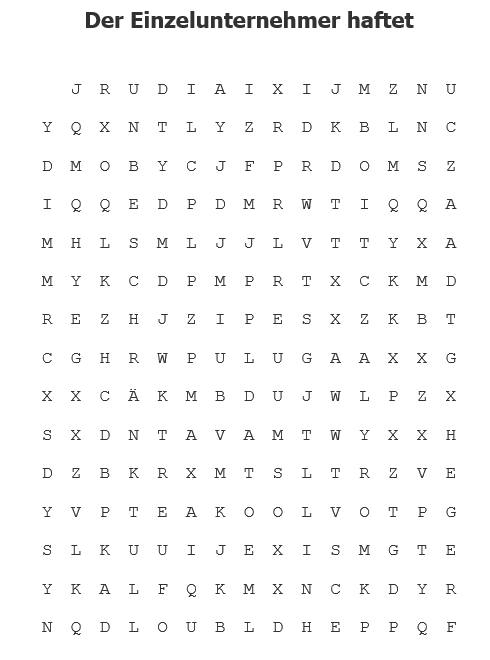 Der Einzelunternehmer haftet
J R U D I A I X I J M Z N U
Y Q X N T L Y Z R D K B L N C
D M O B Y C J F P R D O M S Z
I Q Q E D P D M R W T I Q Q A
M H L S M L J J L V T T Y X A
M Y K C D P M P R T X C K M D
R E Z H J Z I P E S X Z K B T
C G H R W P U L U G A A X X G
X X C Ä K M B D U J W L P Z X
S X D N T A V A M T W Y X X H
D Z B K R X M T S L T R Z V E
Y V P T E A K O O L V O T P G
S L K U U I J E X I S M G T E
Y K A L F Q K M X N C K D Y R
N Q D L O U B L D H E P P Q F